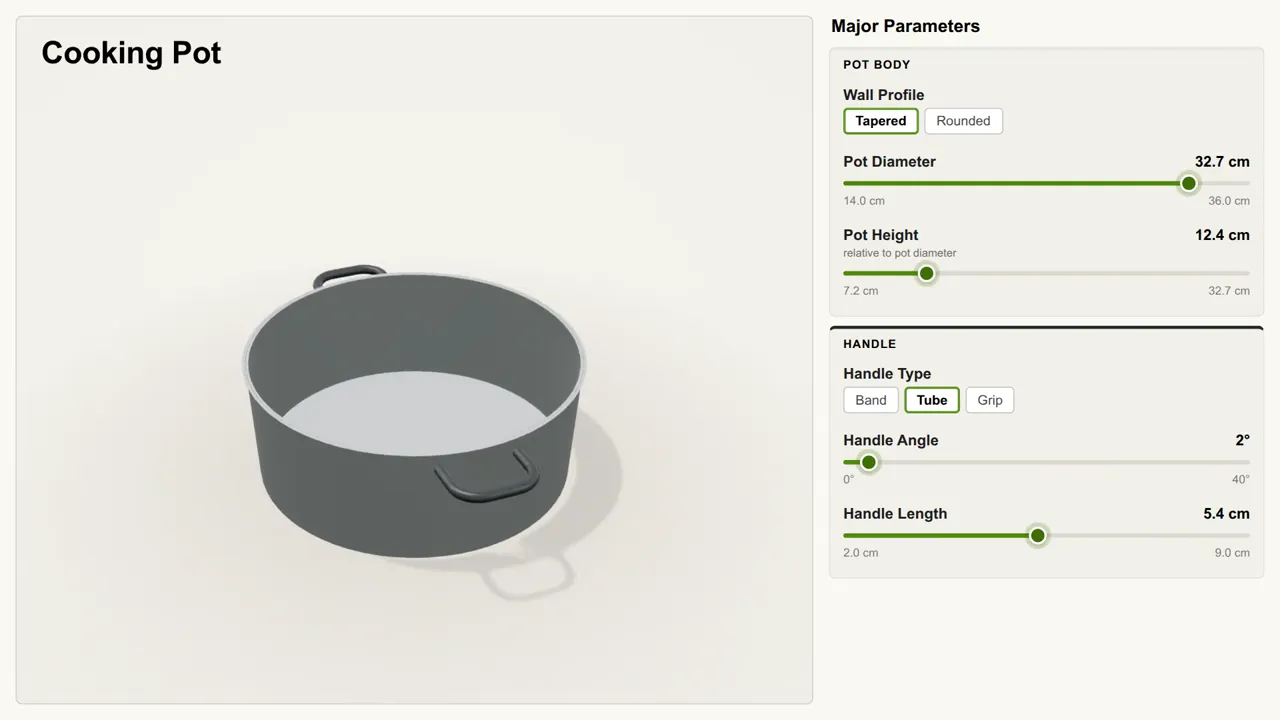 Cooking Pot
Major Parameters
POT BODY
Wall Profile
Tapered Rounded
Pot Diameter 32.7 cm
14.0 cm 36.0 cm
Pot Height 12.4 cm
relative to pot diameter
7.2 cm 32.7 cm
HANDLE
Handle Type
Band Tube Grip
Handle Angle 2°
0° 40°
Handle Length 5.4 cm
2.0 cm 9.0 cm